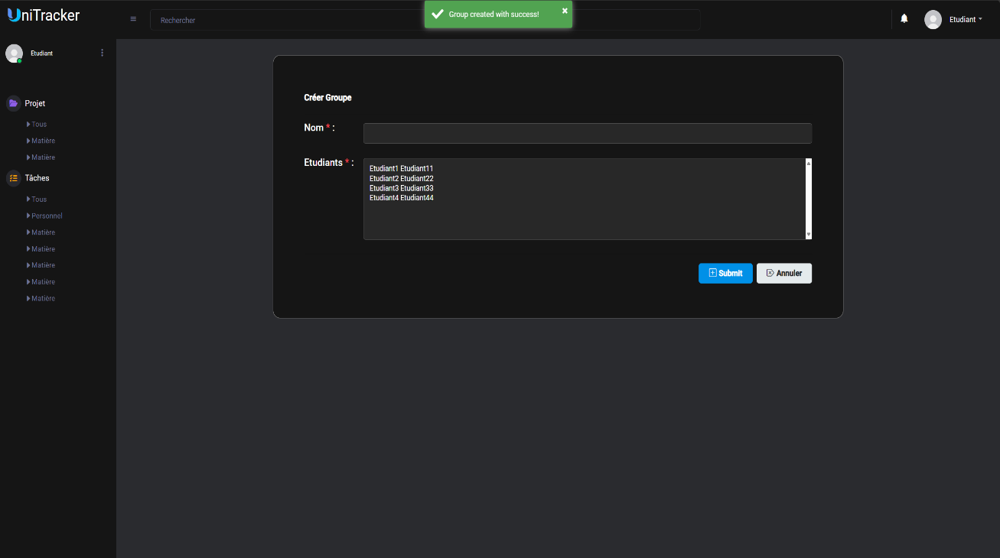 UniTracker
Rechercher
Group created with success!
Etudiant
Etudiant
Projet
Tous
Matière
Matière
Tâches
Tous
Personnel
Matière
Matière
Matière
Matière
Matière
Créer Groupe
Nom * :
Etudiants * :
Etudiant1 Etudiant11
Etudiant2 Etudiant22
Etudiant3 Etudiant33
Etudiant4 Etudiant44
Submit
Annuler